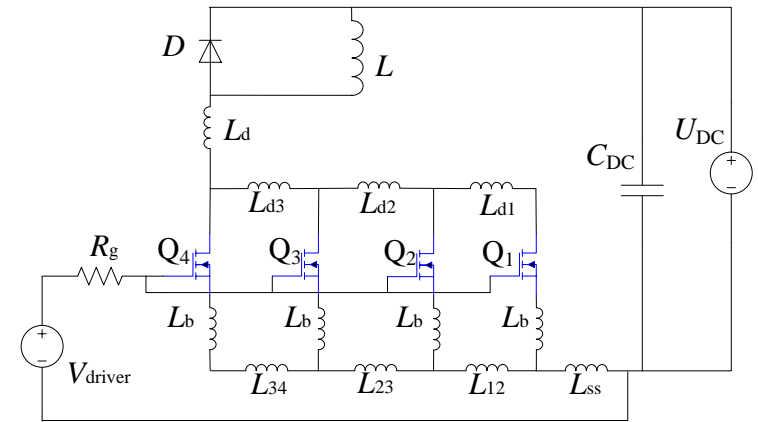 D
L
Ld
CDC
UDC
+
−
Ld3
Ld2
Ld1
Rg
Q4
Q3
Q2
Q1
Lb
Lb
Lb
Lb
+
−
Vdriver
L34
L23
L12
Lss